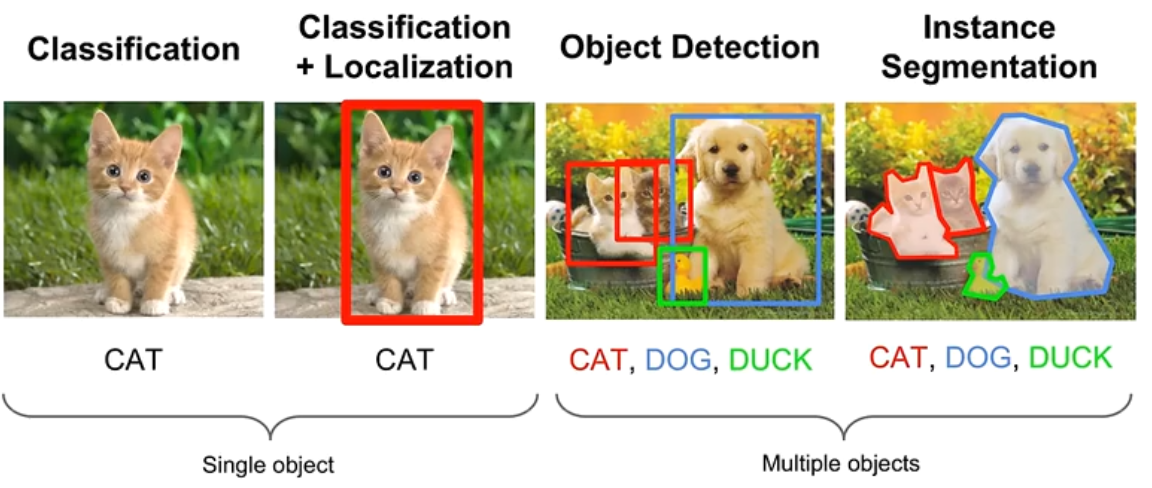 Classification
Classification
+ Localization
Object Detection
Instance
Segmentation
CAT
CAT
CAT, DOG, DUCK
CAT, DOG, DUCK
Single object
Multiple objects